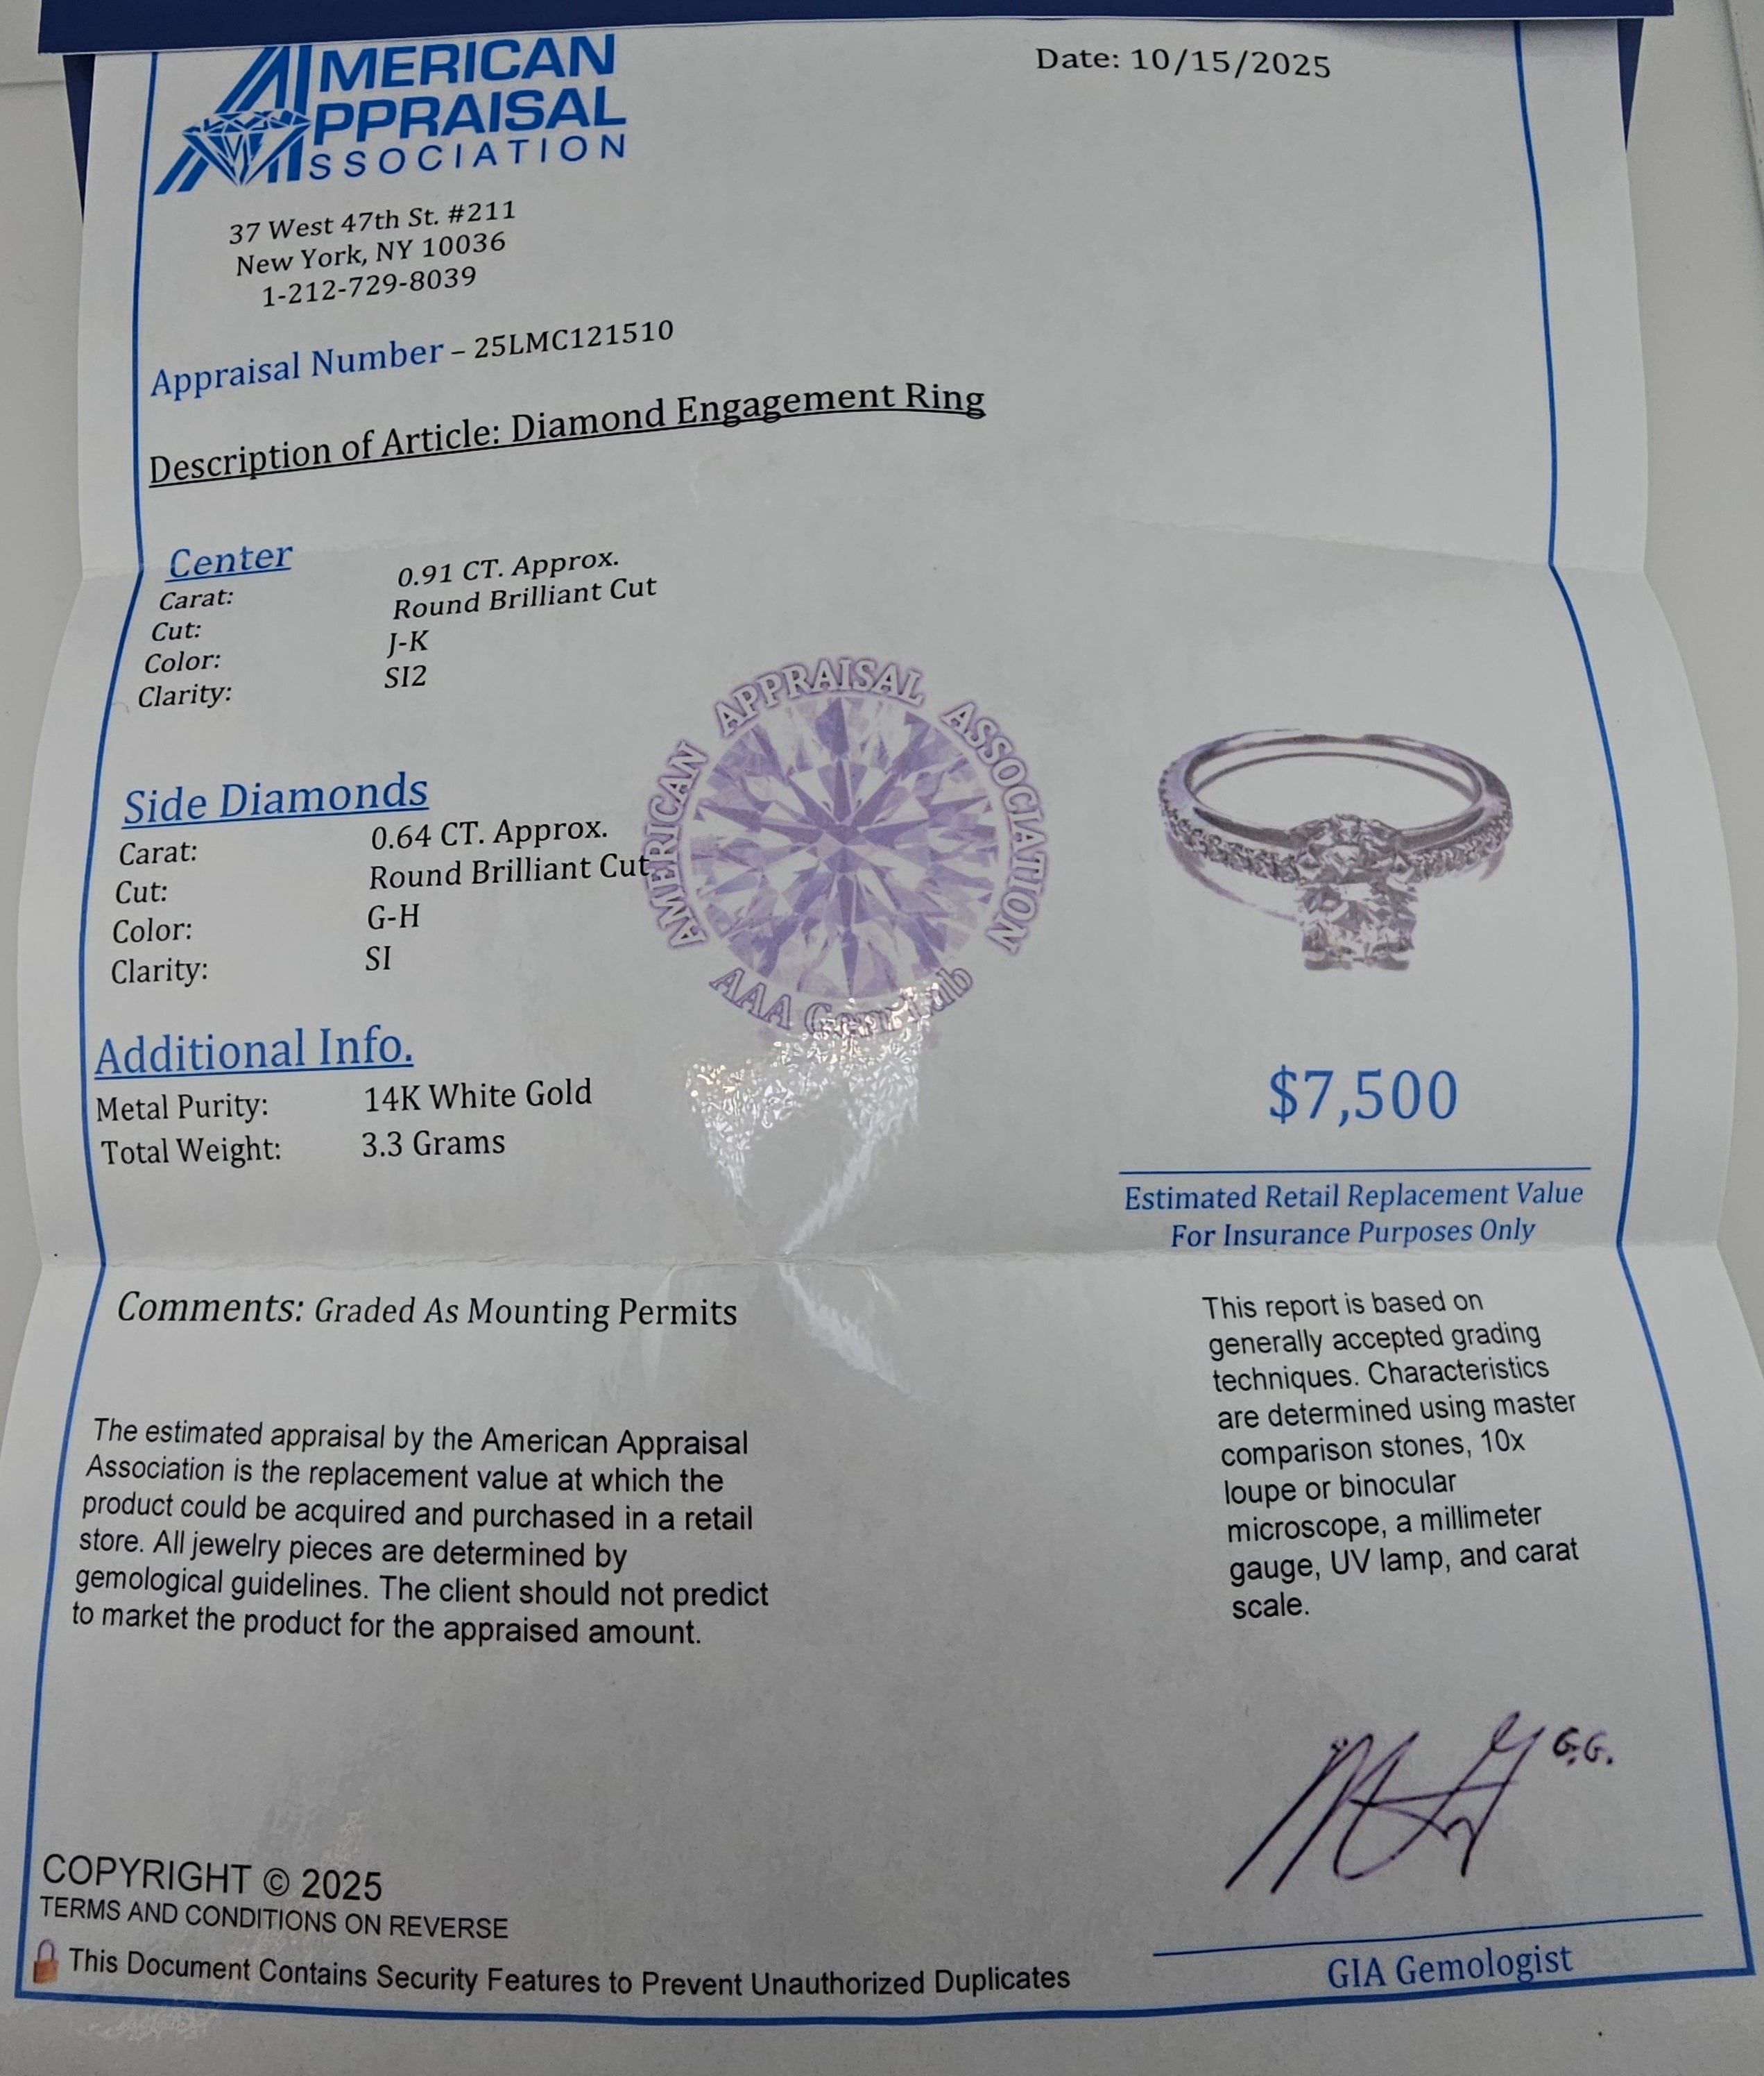 AMERICAN
APPRAISAL
ASSOCIATION
Date: 10/15/2025
37 West 47th St. #211
New York, NY 10036
1-212-729-8039
Appraisal Number – 25LMC121510
Description of Article: Diamond Engagement Ring
Center
Carat: 0.91 CT. Approx.
Cut: Round Brilliant Cut
Color: J-K
Clarity: SI2
Side Diamonds
Carat: 0.64 CT. Approx.
Cut: Round Brilliant Cut
Color: G-H
Clarity: SI
AMERICAN APPRAISAL ASSOCIATION
AAA GemLab
Additional Info.
Metal Purity: 14K White Gold
Total Weight: 3.3 Grams
$7,500
Estimated Retail Replacement Value
For Insurance Purposes Only
Comments: Graded As Mounting Permits
The estimated appraisal by the American Appraisal
Association is the replacement value at which the
product could be acquired and purchased in a retail
store. All jewelry pieces are determined by
gemological guidelines. The client should not predict
to market the product for the appraised amount.
This report is based on
generally accepted grading
techniques. Characteristics
are determined using master
comparison stones, 10x
loupe or binocular
microscope, a millimeter
gauge, UV lamp, and carat
scale.
G.G.
GIA Gemologist
COPYRIGHT © 2025
TERMS AND CONDITIONS ON REVERSE
This Document Contains Security Features to Prevent Unauthorized Duplicates